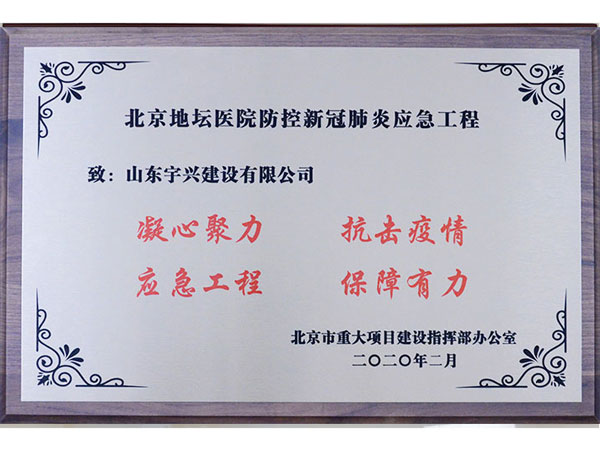 北京地坛医院防控新冠肺炎应急工程
致：山东宇兴建设有限公司
凝心聚力 抗击疫情
应急工程 保障有力
北京市重大项目建设指挥部办公室
二〇二〇年二月